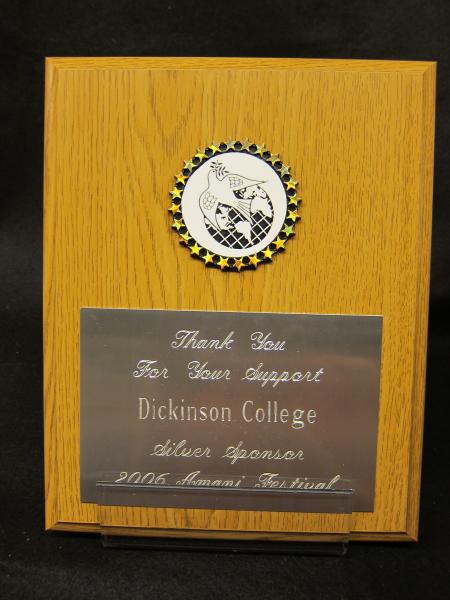 Thank You
For Your Support
Dickinson College
Silver Sponsor
2006 Amani Festival